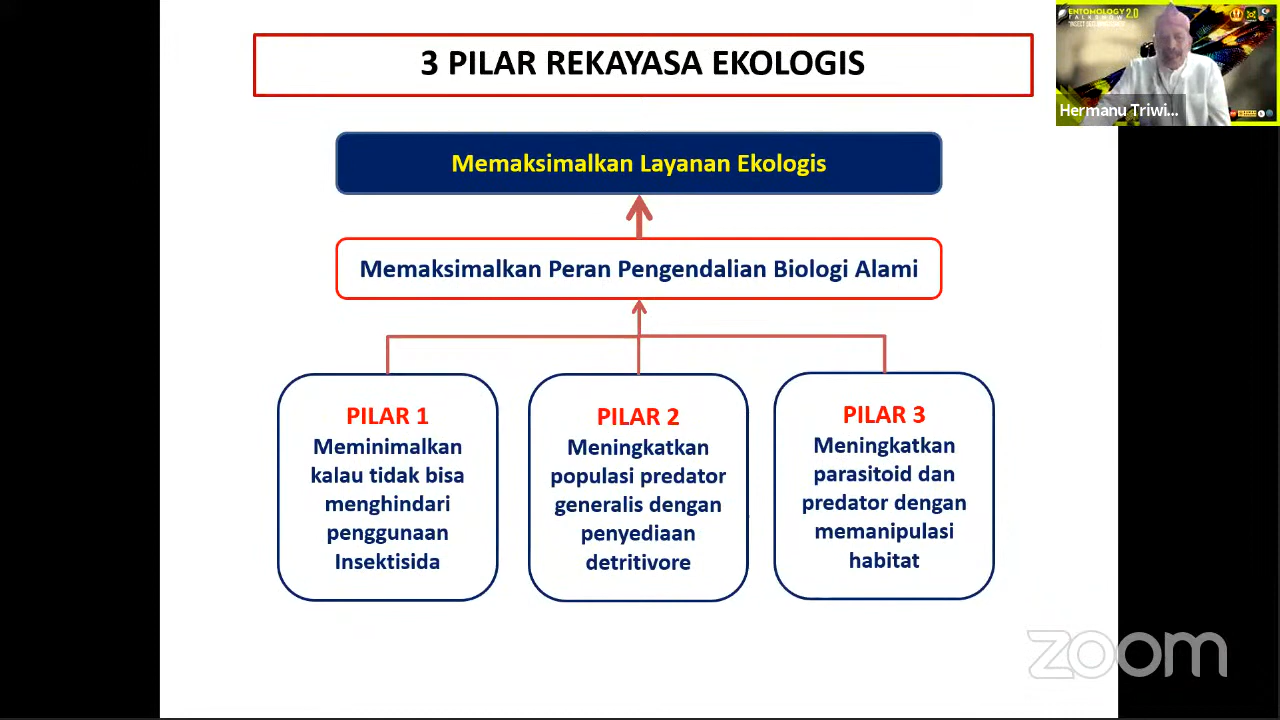 3 PILAR REKAYASA EKOLOGIS
ENTOMOLOGY 2.0
TALKSHOW
Hermanu Triwi...
Memaksimalkan Layanan Ekologis
Memaksimalkan Peran Pengendalian Biologi Alami
PILAR 1
Meminimalkan
kalau tidak bisa
menghindari
penggunaan
Insektisida
PILAR 2
Meningkatkan
populasi predator
generalis dengan
penyediaan
detritivore
PILAR 3
Meningkatkan
parasitoid dan
predator dengan
memanipulasi
habitat
zoom